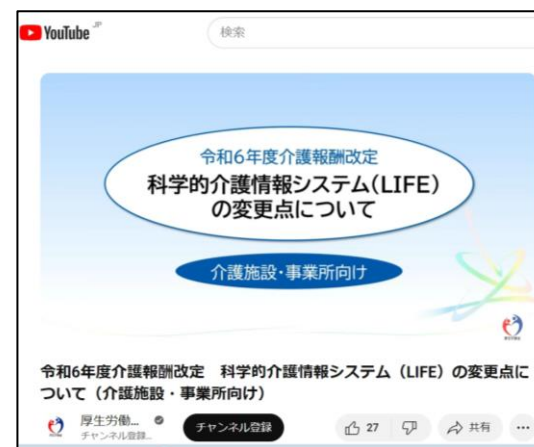 YouTube JP
検索
令和6年度介護報酬改定
科学的介護情報システム(LIFE)
の変更点について
介護施設・事業所向け
令和6年度介護報酬改定 科学的介護情報システム（LIFE）の変更点に
ついて（介護施設・事業所向け）
厚生労働...
チャンネル登録...
チャンネル登録
27
共有